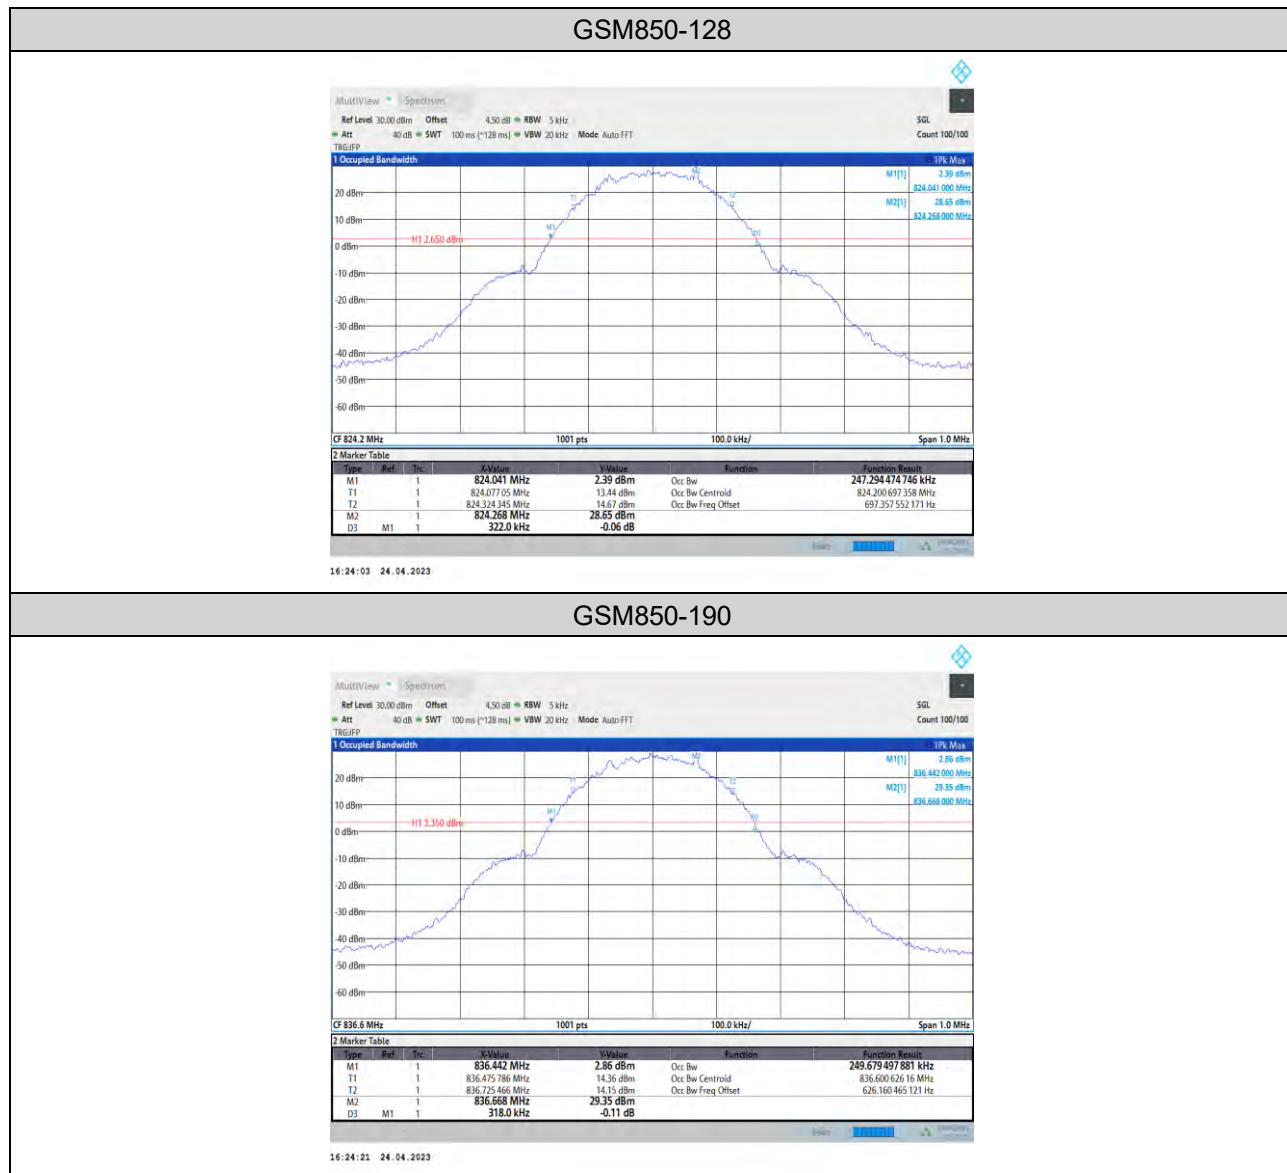 GSM850-128
MultiView Spectrum
Ref Level 30.00 dBm Offset 4.50 dB RBW 5 kHz SGL
Att 40 dB SWT 100 ms (~128 ms) VBW 20 kHz Mode Auto FFT Count 100/100
TRG:IFP
1 Occupied Bandwidth 1Pk Max
M1[1] 2.39 dBm
824.041 000 MHz
M2[1] 28.65 dBm
824.268 000 MHz
M2
T1 T2
20 dBm
10 dBm
M1 D3
H1 2.650 dBm
0 dBm
-10 dBm
-20 dBm
-30 dBm
-40 dBm
-50 dBm
-60 dBm
CF 824.2 MHz 1001 pts 100.0 kHz/ Span 1.0 MHz
2 Marker Table
Type Ref Trc X-Value Y-Value Function Function Result
M1 1 824.041 MHz 2.39 dBm Occ Bw 247.294 474 746 kHz
T1 1 824.077 05 MHz 13.44 dBm Occ Bw Centroid 824.200 697 358 MHz
T2 1 824.324 345 MHz 14.67 dBm Occ Bw Freq Offset 697.357 552 171 Hz
M2 1 824.268 MHz 28.65 dBm
D3 M1 1 322.0 kHz -0.06 dB
16:24:03 24.04.2023
GSM850-190
MultiView Spectrum
Ref Level 30.00 dBm Offset 4.50 dB RBW 5 kHz SGL
Att 40 dB SWT 100 ms (~128 ms) VBW 20 kHz Mode Auto FFT Count 100/100
TRG:IFP
1 Occupied Bandwidth 1Pk Max
M1[1] 2.86 dBm
836.442 000 MHz
M2[1] 29.35 dBm
836.668 000 MHz
M2
T1 T2
20 dBm
10 dBm
M1
H1 3.350 dBm
0 dBm
-10 dBm
-20 dBm
-30 dBm
-40 dBm
-50 dBm
-60 dBm
CF 836.6 MHz 1001 pts 100.0 kHz/ Span 1.0 MHz
2 Marker Table
Type Ref Trc X-Value Y-Value Function Function Result
M1 1 836.442 MHz 2.86 dBm Occ Bw 249.679 497 881 kHz
T1 1 836.475 786 MHz 14.36 dBm Occ Bw Centroid 836.600 626 16 MHz
T2 1 836.725 466 MHz 14.15 dBm Occ Bw Freq Offset 626.160 465 121 Hz
M2 1 836.668 MHz 29.35 dBm
D3 M1 1 318.0 kHz -0.11 dB
16:24:21 24.04.2023